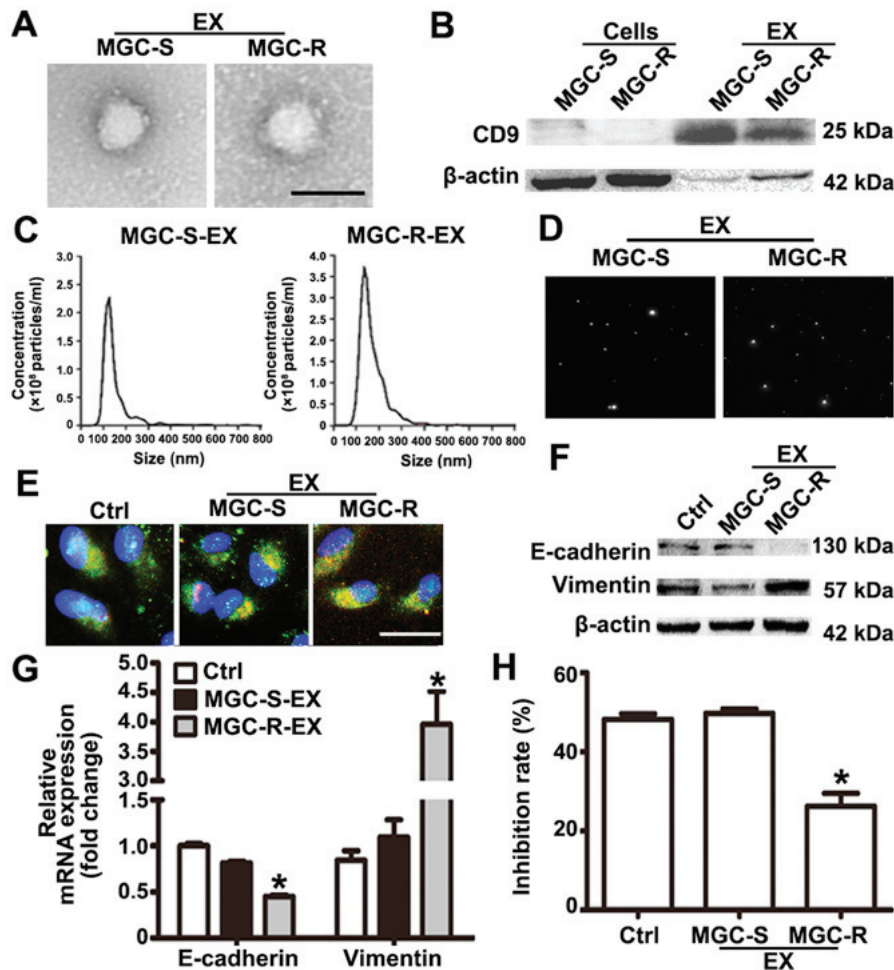 A
EX
MGC-S MGC-R
B
Cells EX
MGC-S MGC-R MGC-S MGC-R
CD9 25 kDa
β-actin 42 kDa
C
MGC-S-EX MGC-R-EX
Concentration
(×10⁸ particles/ml)
3.0
2.5
2.0
1.5
1.0
0.5
0
0 100 200 300 400 500 600 700 800
Size (nm)
Concentration
(×10⁸ particles/ml)
4.0
3.5
3.0
2.5
2.0
1.5
1.0
0.5
0
0 100 200 300 400 500 600 700 800
Size (nm)
D
EX
MGC-S MGC-R
E
EX
Ctrl MGC-S MGC-R
F
EX
Ctrl MGC-S MGC-R
E-cadherin 130 kDa
Vimentin 57 kDa
β-actin 42 kDa
G
Relative
mRNA expression
(fold change)
5.0
4.5
4.0
3.5
3.0
1.5
1.0
0.5
0.0
Ctrl
MGC-S-EX
MGC-R-EX
*
*
E-cadherin Vimentin
H
Inhibition rate (%)
60
40
20
0
*
Ctrl MGC-S MGC-R
EX